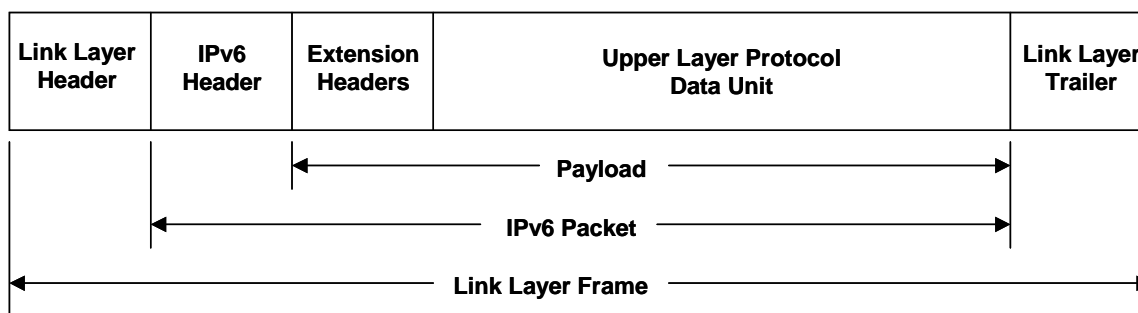 Link Layer
Header
IPv6
Header
Extension
Headers
Upper Layer Protocol
Data Unit
Link Layer
Trailer
Payload
IPv6 Packet
Link Layer Frame